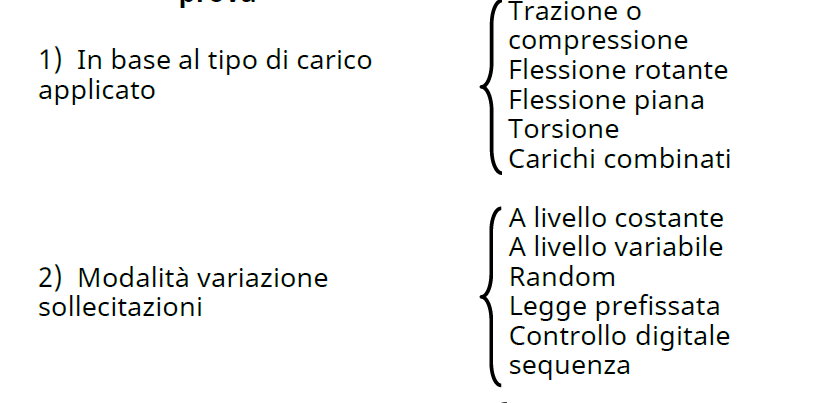 prova
1) In base al tipo di carico
applicato
Trazione o
compressione
Flessione rotante
Flessione piana
Torsione
Carichi combinati
2) Modalità variazione
sollecitazioni
A livello costante
A livello variabile
Random
Legge prefissata
Controllo digitale
sequenza